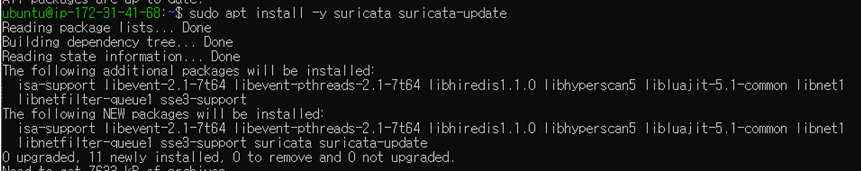 All packages are up to date.
ubuntu@ip-172-31-41-68:~$ sudo apt install -y suricata suricata-update
Reading package lists... Done
Building dependency tree... Done
Reading state information... Done
The following additional packages will be installed:
  isa-support libevent-2.1-7t64 libevent-pthreads-2.1-7t64 libhiredis1.1.0 libhyperscan5 libluajit-5.1-common libnet1
  libnetfilter-queue1 sse3-support
The following NEW packages will be installed:
  isa-support libevent-2.1-7t64 libevent-pthreads-2.1-7t64 libhiredis1.1.0 libhyperscan5 libluajit-5.1-common libnet1
  libnetfilter-queue1 sse3-support suricata suricata-update
0 upgraded, 11 newly installed, 0 to remove and 0 not upgraded.
Need to get 7633 kB of archives.